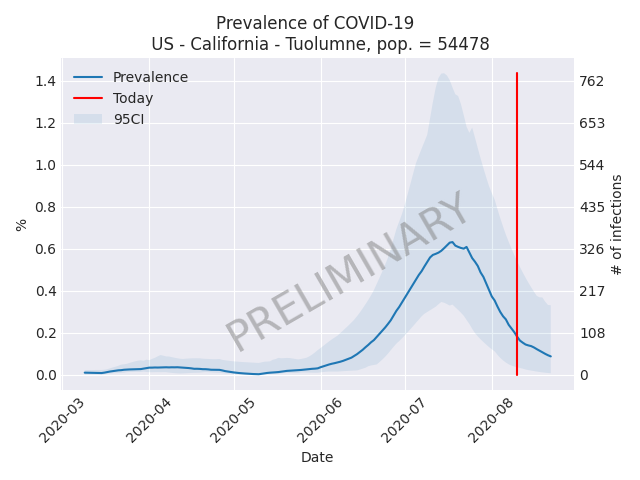 Prevalence of COVID-19
US - California - Tuolumne, pop. = 54478
Prevalence
Today
95CI
PRELIMINARY
%
1.4
1.2
1.0
0.8
0.6
0.4
0.2
0.0
762
653
544
435
326
217
108
0
# of infections
2020-03
2020-04
2020-05
2020-06
2020-07
2020-08
Date